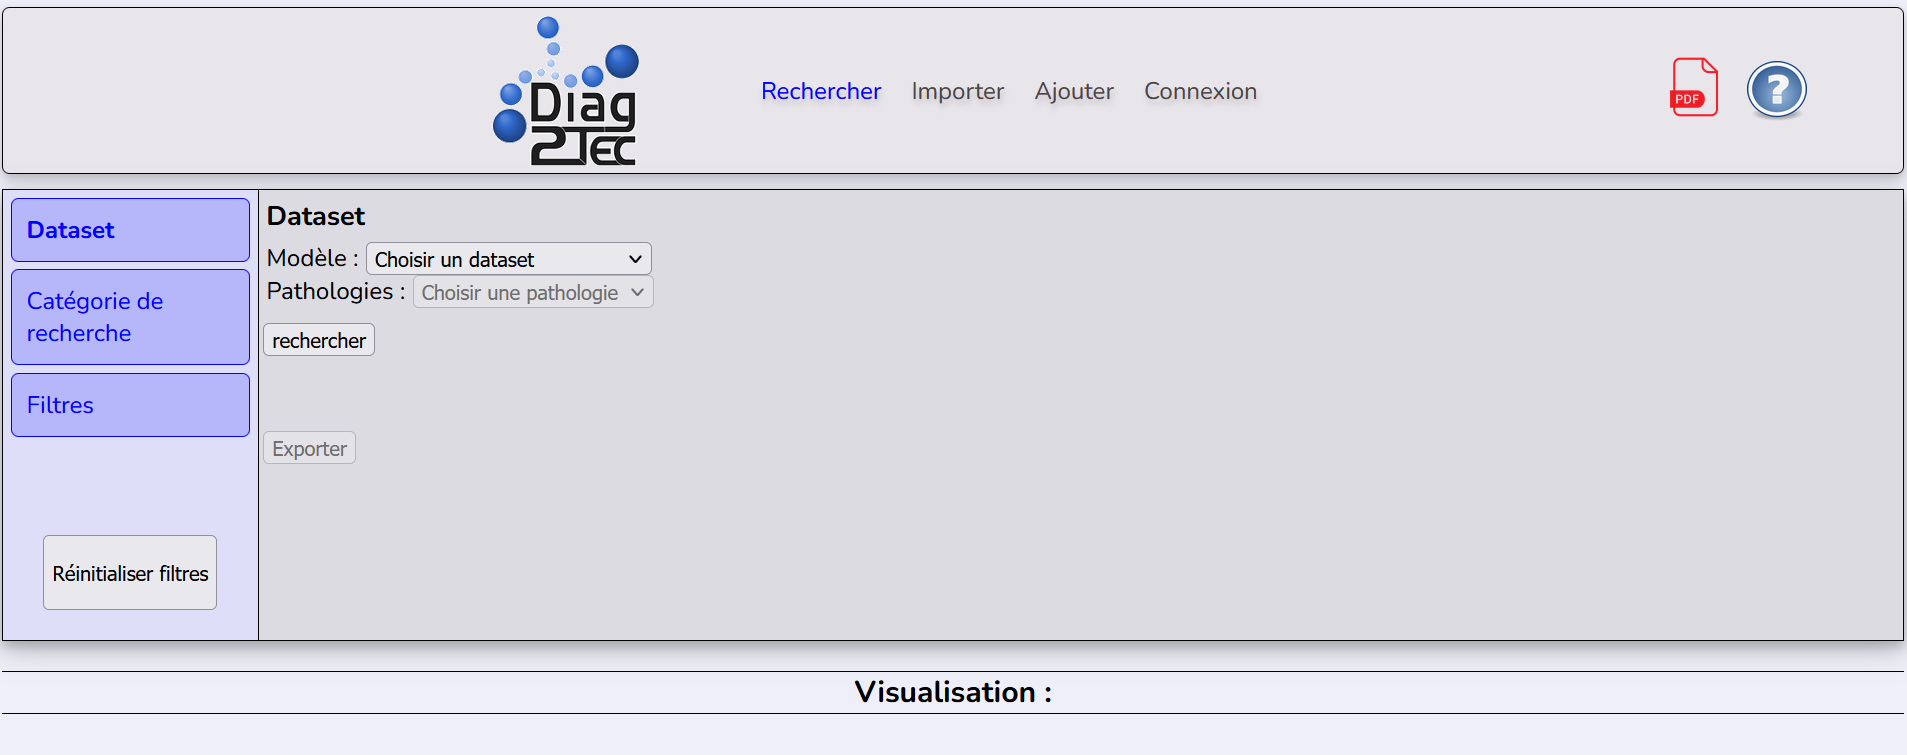 Diag
2TEC
Rechercher Importer Ajouter Connexion
PDF
?
Dataset
Catégorie de
recherche
Filtres
Réinitialiser filtres
Dataset
Modèle : Choisir un dataset
Pathologies : Choisir une pathologie
rechercher
Exporter
Visualisation :